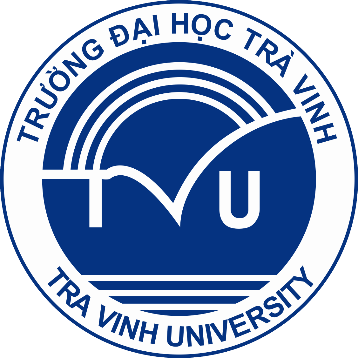 TRƯỜNG ĐẠI HỌC TRÀ VINH
TVU
TRA VINH UNIVERSITY